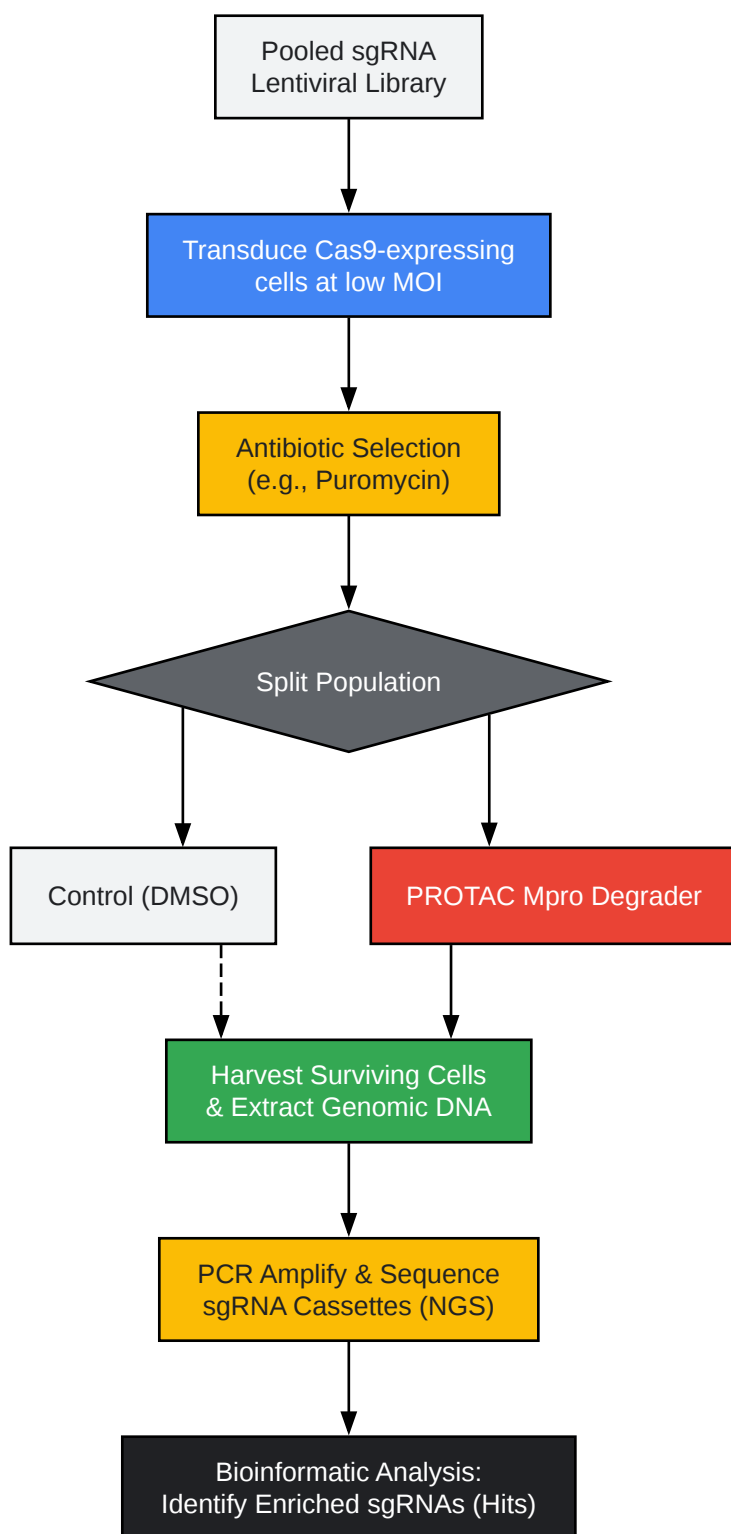 Pooled sgRNA
Lentiviral Library
Transduce Cas9-expressing
cells at low MOI
Antibiotic Selection
(e.g., Puromycin)
Split Population
Control (DMSO)
PROTAC Mpro Degrader
Harvest Surviving Cells
& Extract Genomic DNA
PCR Amplify & Sequence
sgRNA Cassettes (NGS)
Bioinformatic Analysis:
Identify Enriched sgRNAs (Hits)